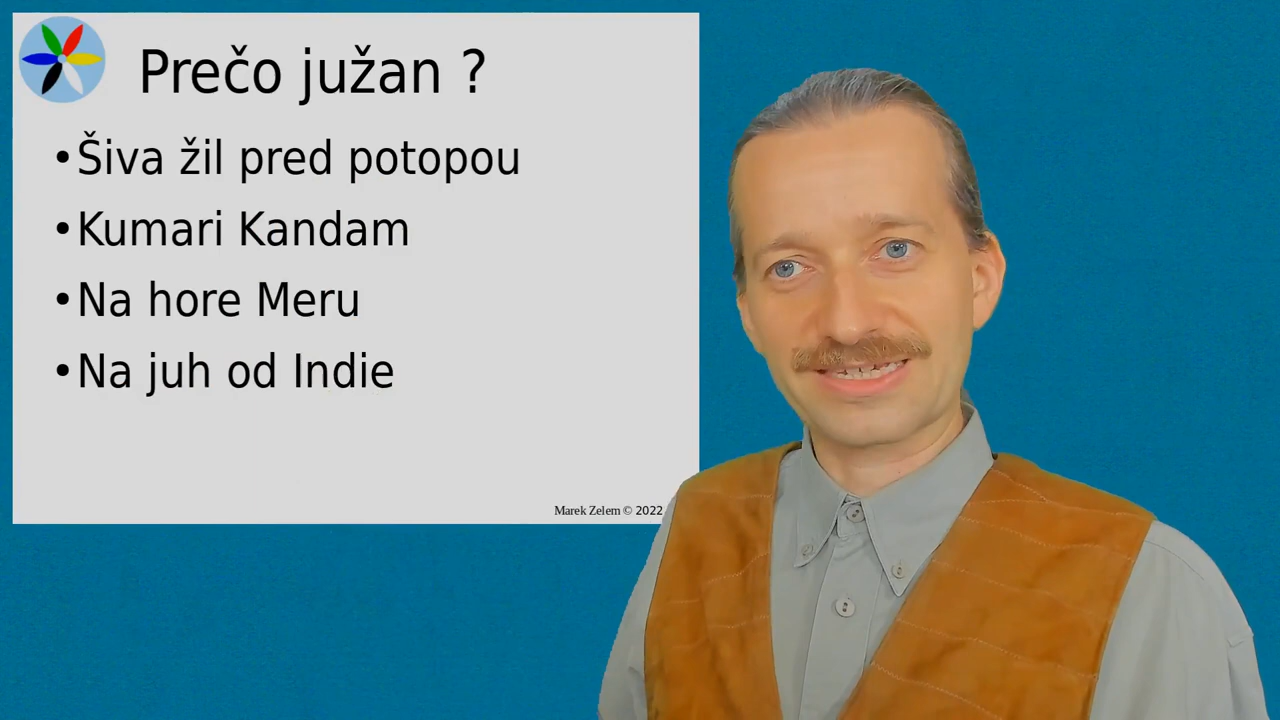 Prečo južan ?
•Šiva žil pred potopou
•Kumari Kandam
•Na hore Meru
•Na juh od Indie
Marek Zelem © 2022